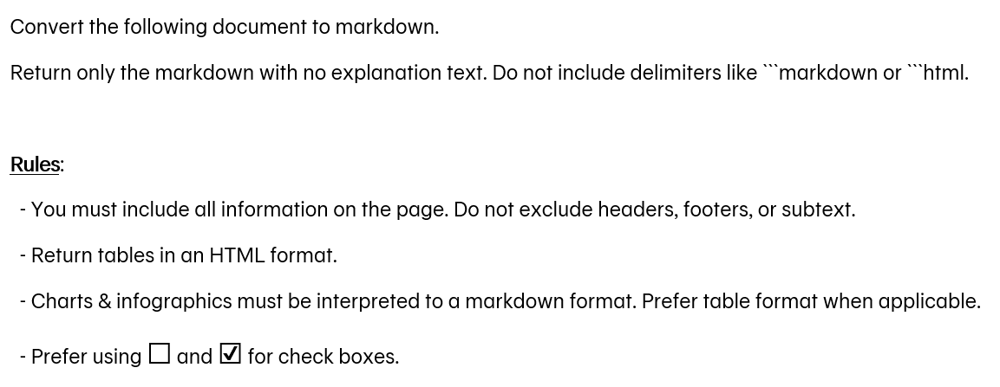 Convert the following document to markdown.
Return only the markdown with no explanation text. Do not include delimiters like ```markdown or ```html.
Rules:
- You must include all information on the page. Do not exclude headers, footers, or subtext.
- Return tables in an HTML format.
- Charts & infographics must be interpreted to a markdown format. Prefer table format when applicable.
- Prefer using ☐ and ☑ for check boxes.